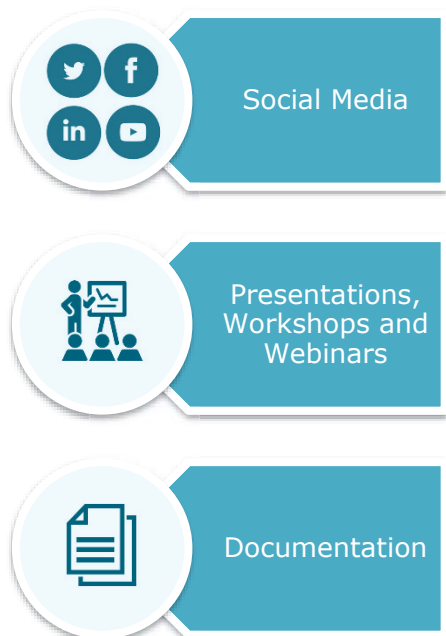 Social Media
Presentations,
Workshops and
Webinars
Documentation